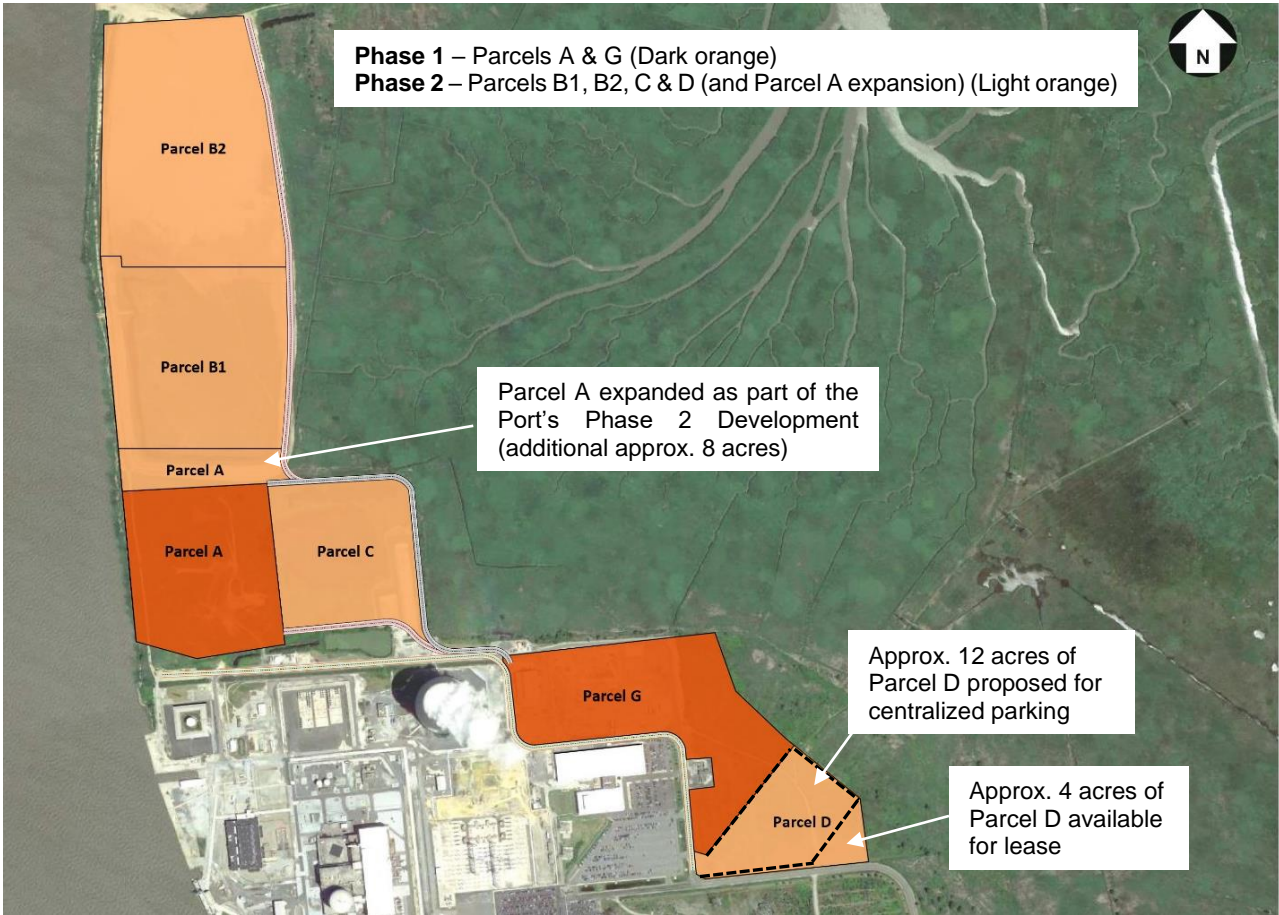 Phase 1 – Parcels A & G (Dark orange)
Phase 2 – Parcels B1, B2, C & D (and Parcel A expansion) (Light orange)
N
Parcel B2
Parcel B1
Parcel A expanded as part of the
Port’s Phase 2 Development
(additional approx. 8 acres)
Parcel A
Parcel A
Parcel C
Approx. 12 acres of
Parcel D proposed for
centralized parking
Parcel G
Approx. 4 acres of
Parcel D available
for lease
Parcel D